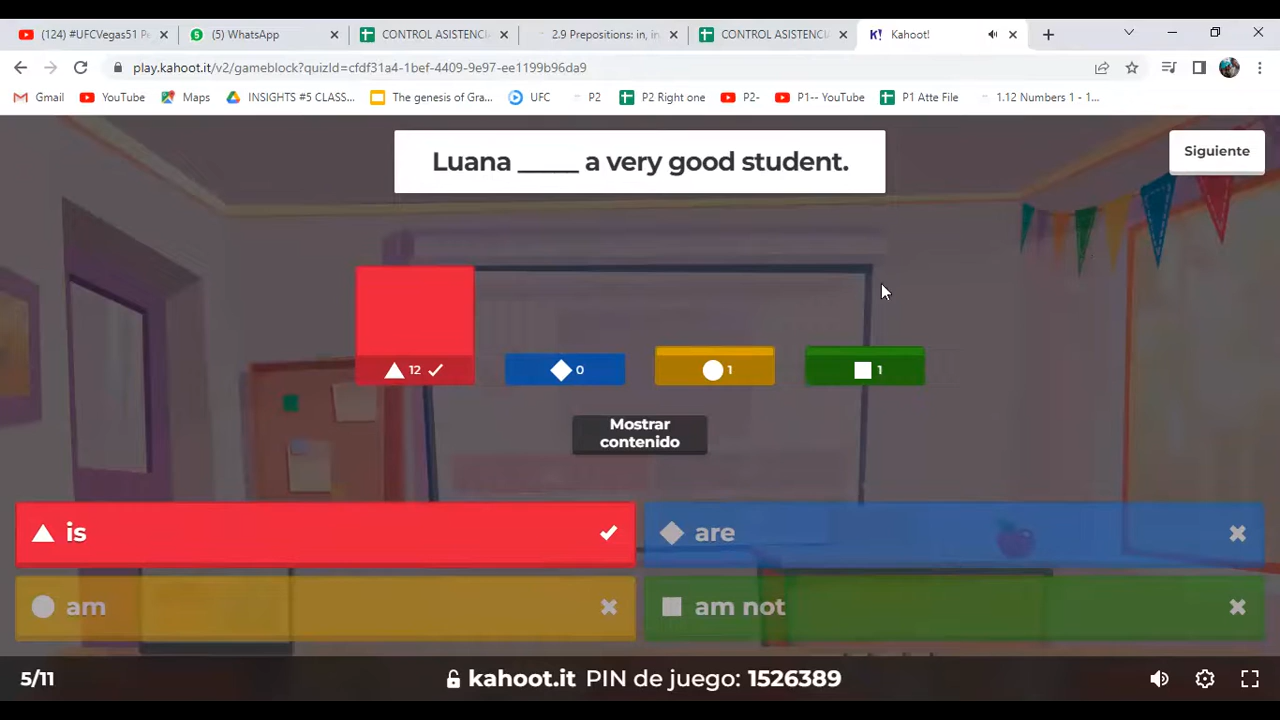 (124) #UFCVegas51 Pe
(5) WhatsApp
CONTROL ASISTENCI
2.9 Prepositions: in, in
CONTROL ASISTENCI
K! Kahoot!
play.kahoot.it/v2/gameblock?quizId=cfdf31a4-1bef-4409-9e97-ee1199b96da9
Gmail
YouTube
Maps
INSIGHTS #5 CLASS...
The genesis of Gra...
UFC
P2
P2 Right one
P2-
P1-- YouTube
P1 Atte File
1.12 Numbers 1 - 1...
Luana _____ a very good student.
Siguiente
12
0
1
1
Mostrar
contenido
is
are
am
am not
5/11
kahoot.it PIN de juego: 1526389